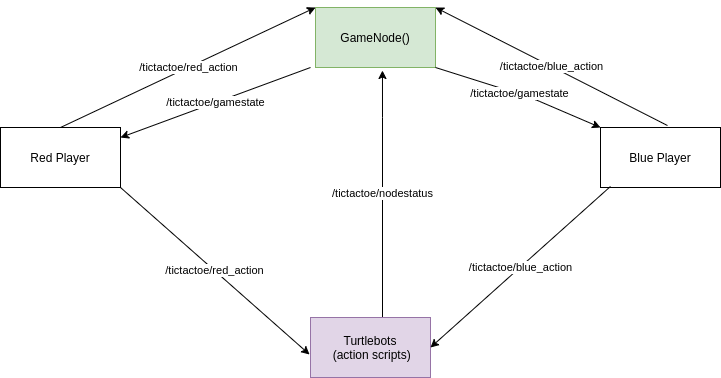 GameNode()
/tictactoe/red_action
/tictactoe/blue_action
/tictactoe/gamestate
/tictactoe/gamestate
Red Player
Blue Player
/tictactoe/nodestatus
/tictactoe/red_action
/tictactoe/blue_action
Turtlebots
(action scripts)